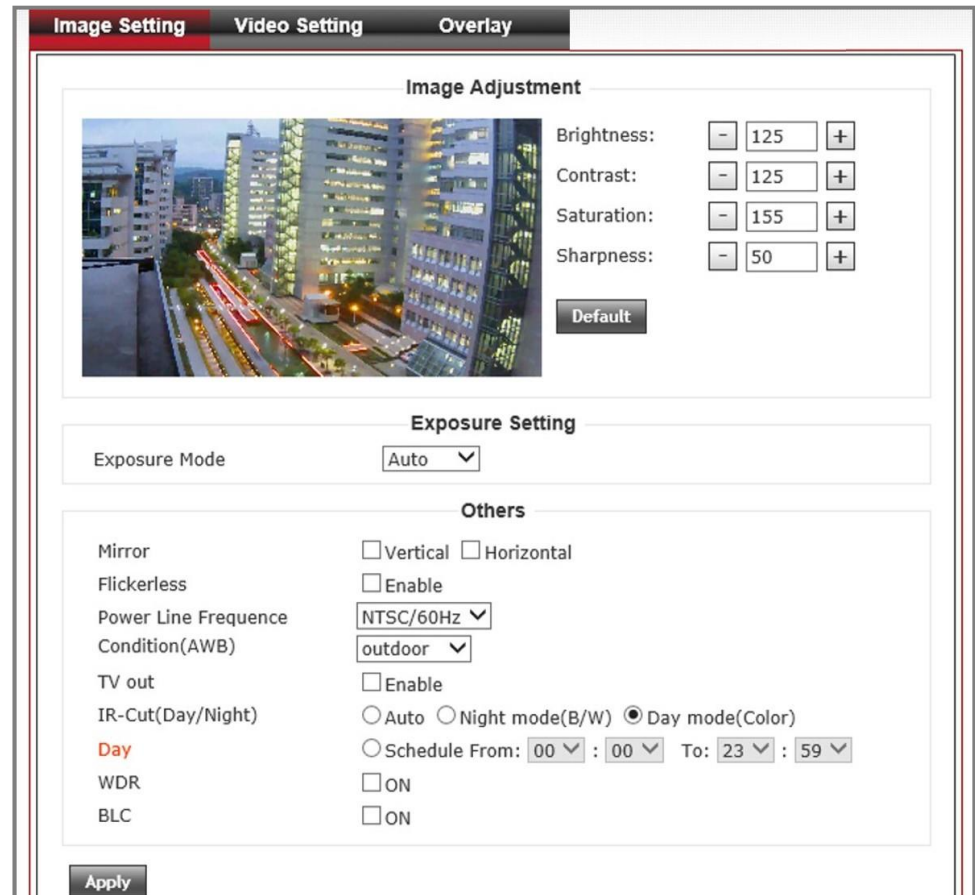 Image Setting Video Setting Overlay
Image Adjustment
Brightness: - 125 +
Contrast: - 125 +
Saturation: - 155 +
Sharpness: - 50 +
Default
Exposure Setting
Exposure Mode Auto
Others
Mirror Vertical Horizontal
Flickerless Enable
Power Line Frequency NTSC/60Hz
Condition(AWB) outdoor
TV out Enable
IR-Cut(Day/Night) Auto Night mode(B/W) Day mode(Color)
Day Schedule From: 00 : 00 To: 23 : 59
WDR ON
BLC ON
Apply